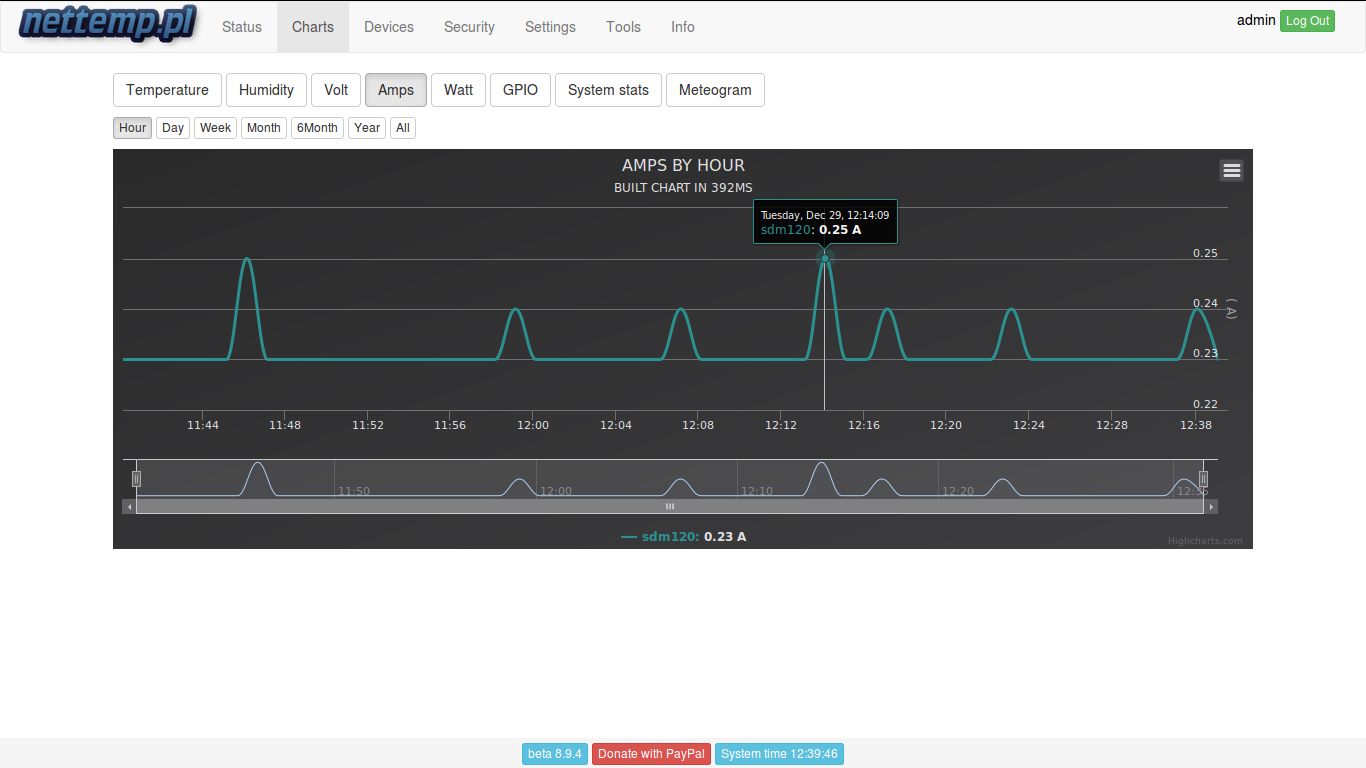 nettemp.pl Status Charts Devices Security Settings Tools Info admin Log Out
Temperature Humidity Volt Amps Watt GPIO System stats Meteogram
Hour Day Week Month 6Month Year All
AMPS BY HOUR
BUILT CHART IN 392MS
Tuesday, Dec 29, 12:14:09
sdm120: 0.25 A
0.25
0.24
( A)
0.23
0.22
11:44 11:48 11:52 11:56 12:00 12:04 12:08 12:12 12:16 12:20 12:24 12:28 12:38
11:50 12:00 12:10 12:20
sdm120: 0.23 A
Highcharts.com
beta 8.9.4 Donate with PayPal System time 12:39:46